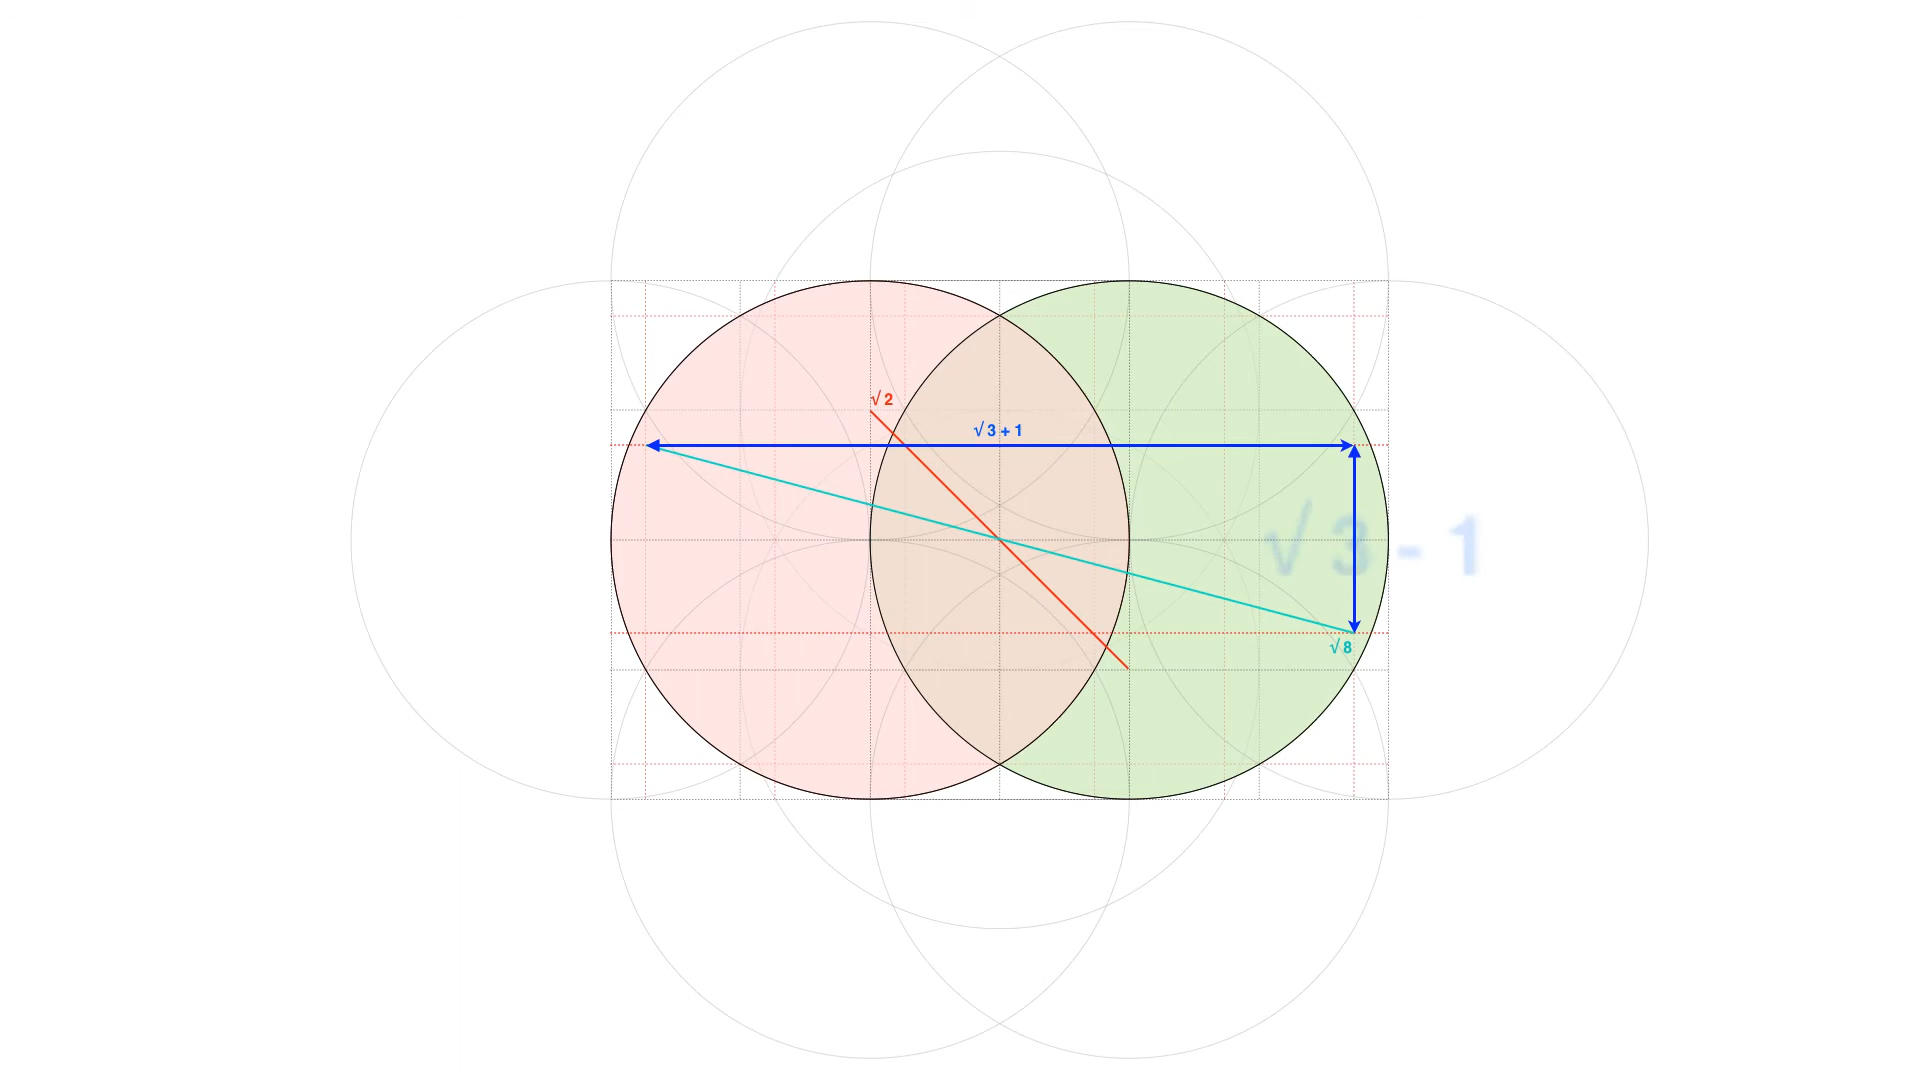 √2
√3 + 1
√3 - 1
√8